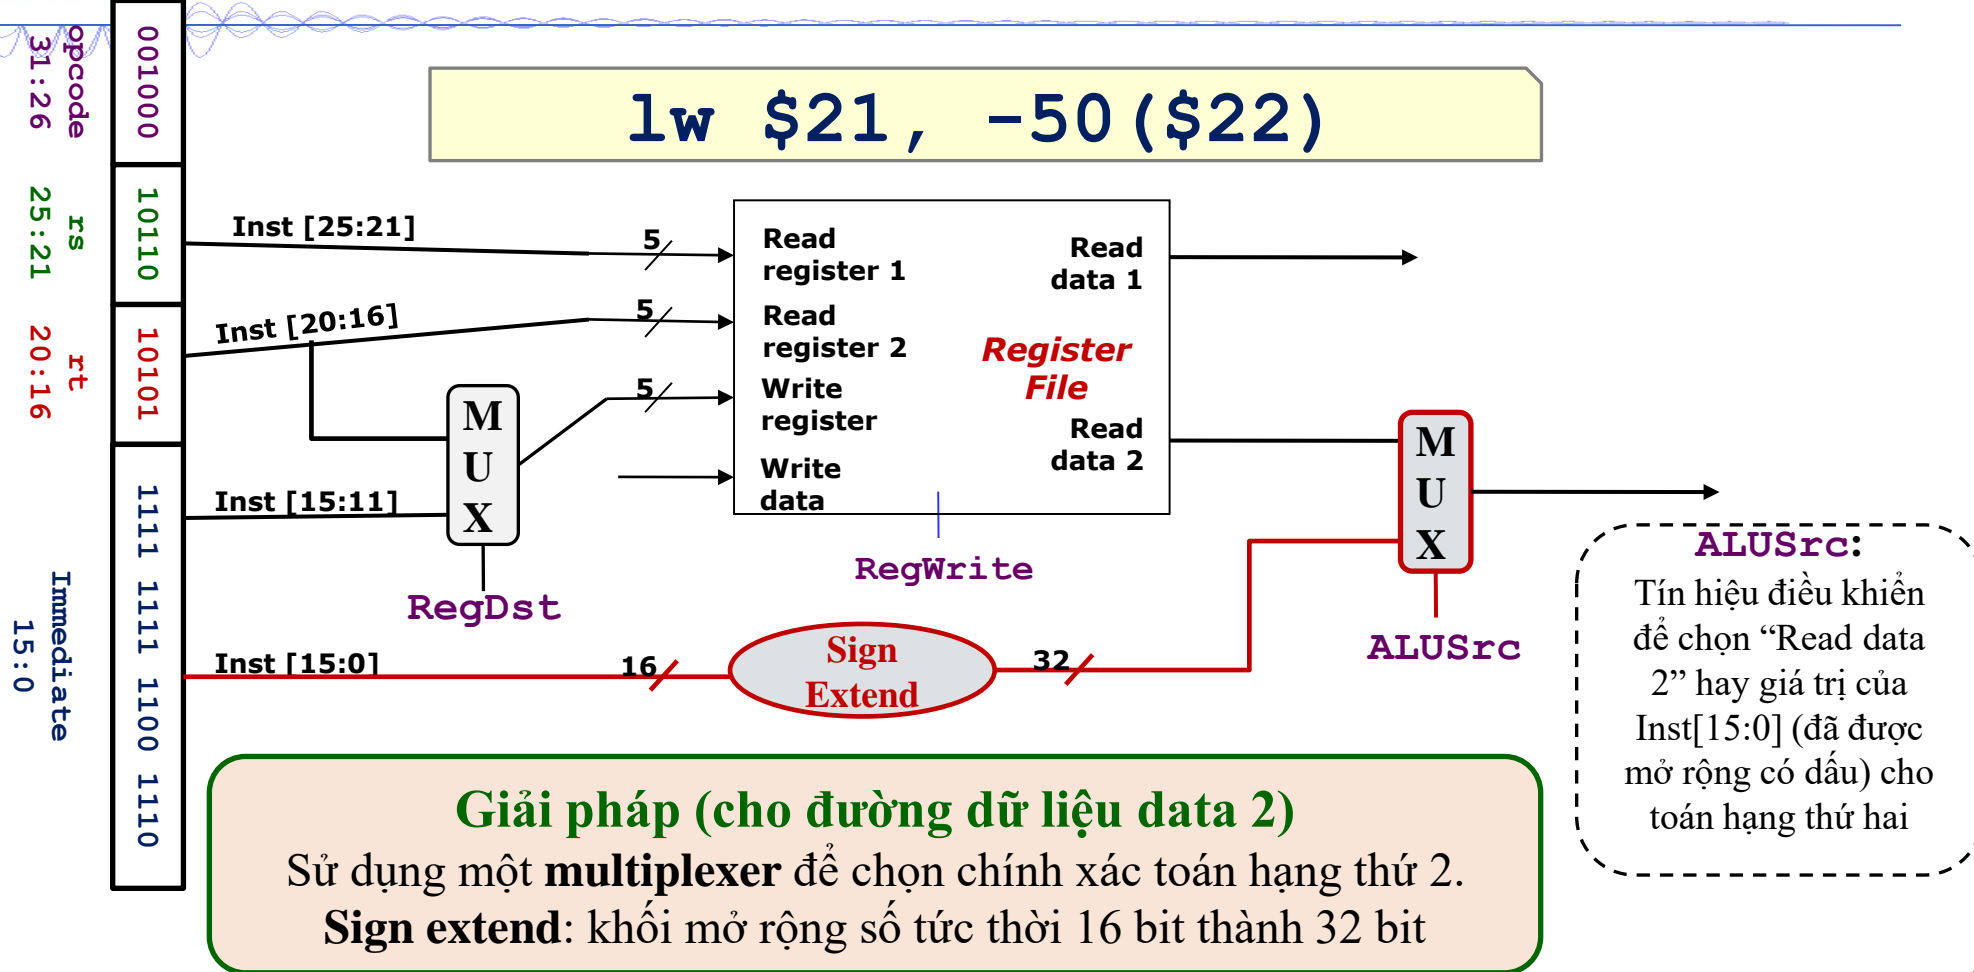 opcode
31:26
001000
rs
25:21
10110
rt
20:16
10101
Immediate
15:0
1111 1111 1100 1110
lw $21, -50($22)
Inst [25:21]
5
Inst [20:16]
5
5
Inst [15:11]
M
U
X
RegDst
Read
register 1
Read
register 2
Write
register
Write
data
Read
data 1
Register
File
Read
data 2
RegWrite
M
U
X
ALUSrc
Inst [15:0]
16
Sign
Extend
32
ALUSrc:
Tín hiệu điều khiển
để chọn “Read data
2” hay giá trị của
Inst[15:0] (đã được
mở rộng có dấu) cho
toán hạng thứ hai
Giải pháp (cho đường dữ liệu data 2)
Sử dụng một multiplexer để chọn chính xác toán hạng thứ 2.
Sign extend: khối mở rộng số tức thời 16 bit thành 32 bit